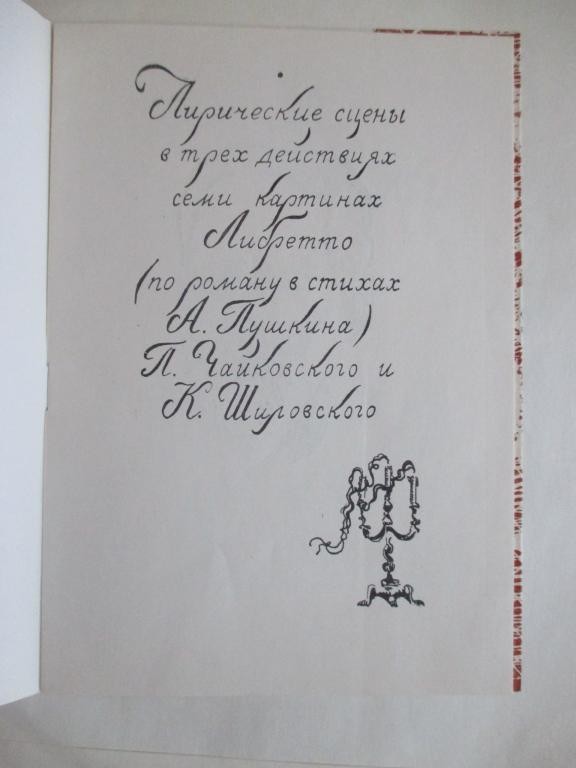 Лирические сцены
в трех действиях
семи картинах
Либретто
(по роману в стихах
А. Пушкина)
П. Чайковского и
К. Шиловского